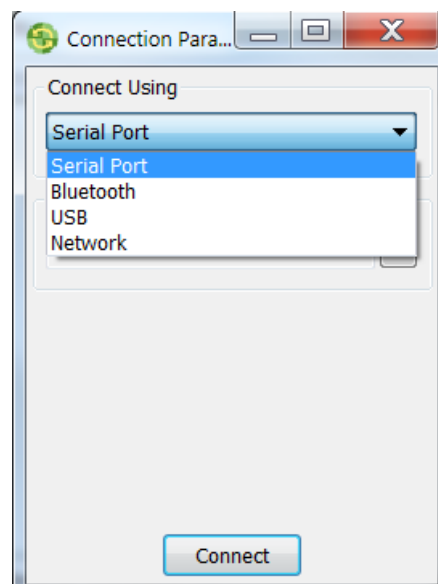 Connection Para...
Connect Using
Serial Port
Serial Port
Bluetooth
USB
Network
Connect